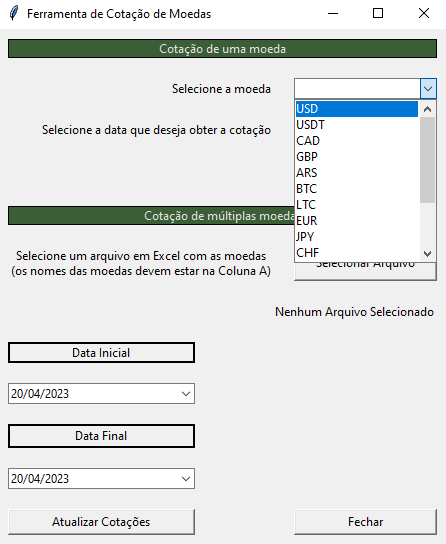 Ferramenta de Cotação de Moedas
Cotação de uma moeda
Selecione a moeda
USD
USDT
CAD
GBP
ARS
BTC
LTC
EUR
JPY
CHF
Selecione a data que deseja obter a cotação
Cotação de múltiplas moeda
Selecione um arquivo em Excel com as moedas
(os nomes das moedas devem estar na Coluna A)
Selecionar Arquivo
Nenhum Arquivo Selecionado
Data Inicial
20/04/2023
Data Final
20/04/2023
Atualizar Cotações
Fechar